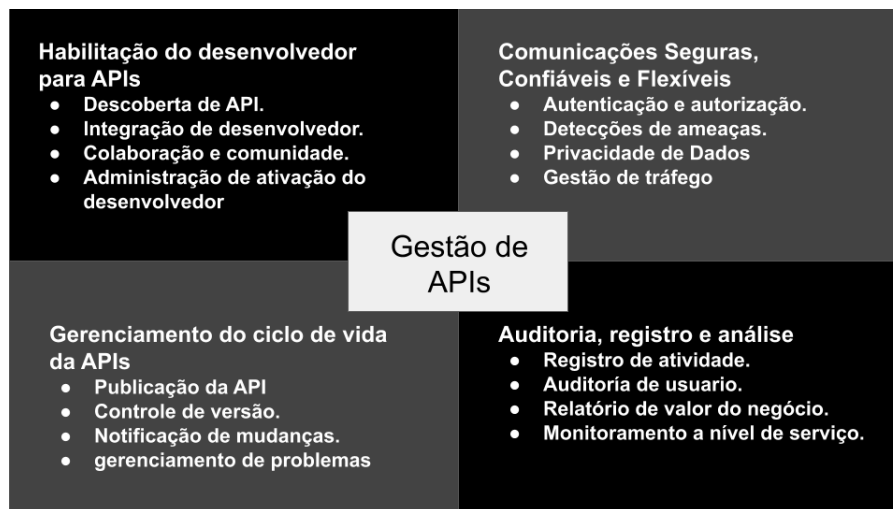 Habilitação do desenvolvedor
para APIs
● Descoberta de API.
● Integração de desenvolvedor.
● Colaboração e comunidade.
● Administração de ativação do
desenvolvedor
Comunicações Seguras,
Confiáveis e Flexíveis
● Autenticação e autorização.
● Detecções de ameaças.
● Privacidade de Dados
● Gestão de tráfego
Gestão de
APIs
Gerenciamento do ciclo de vida
da APIs
● Publicação da API
● Controle de versão.
● Notificação de mudanças.
● gerenciamento de problemas
Auditoria, registro e análise
● Registro de atividade.
● Auditoría de usuario.
● Relatório de valor do negócio.
● Monitoramento a nível de serviço.